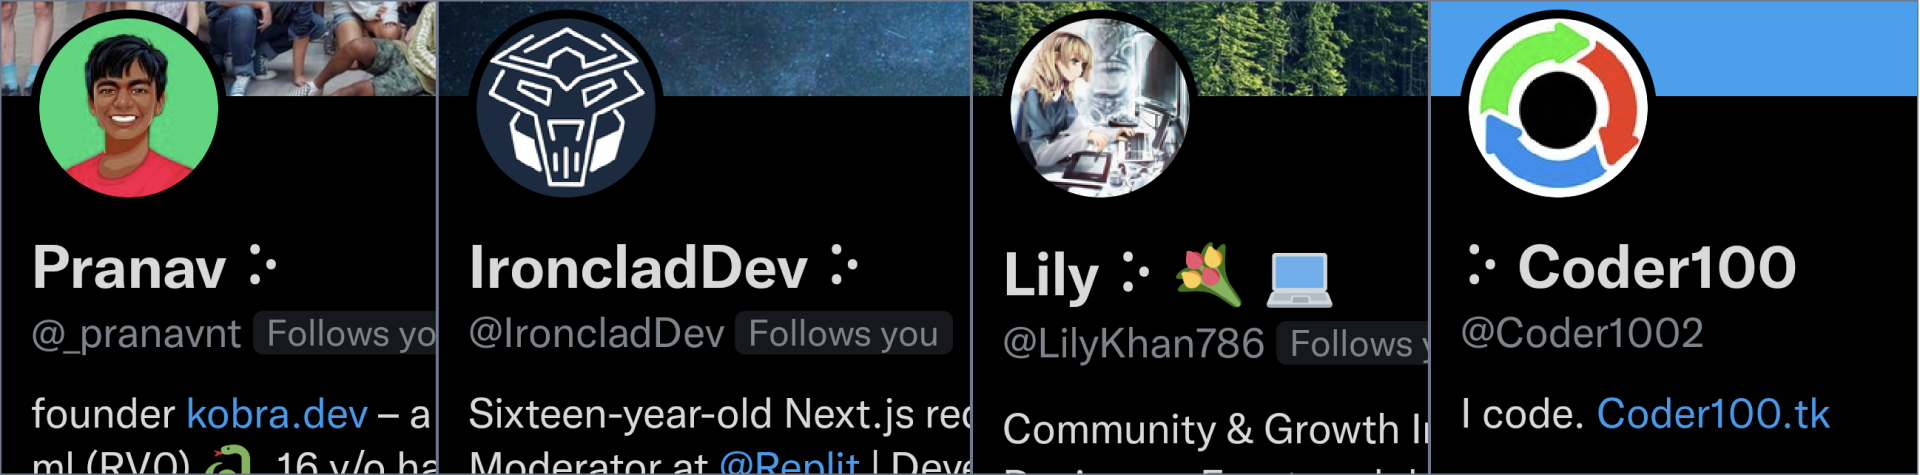 Pranav ⠕
@_pranavnt Follows yo
founder kobra.dev – a
ml (RVO) 🐍. 16 y/o ha
IroncladDev ⠕
@IroncladDev Follows you
Sixteen-year-old Next.js rec
Moderator at @Replit | Deve
Lily ⠕ 💐 💻
@LilyKhan786 Follows y
Community & Growth I
⠕ Coder100
@Coder1002
I code. Coder100.tk